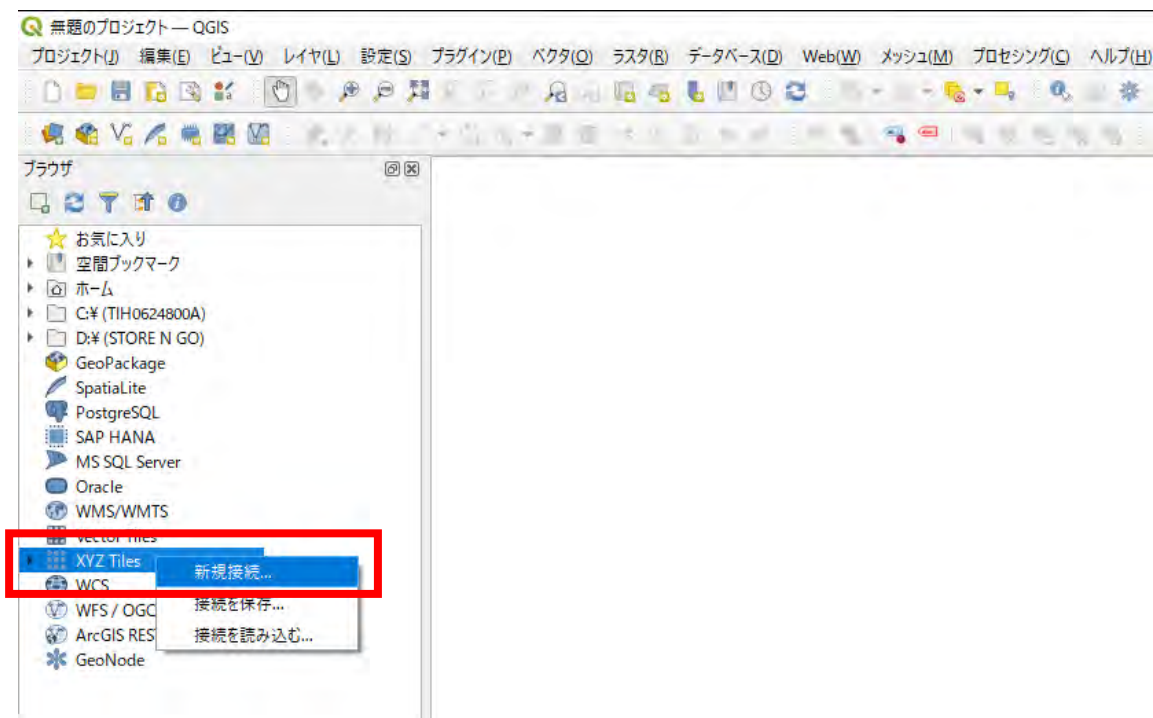 無題のプロジェクト — QGIS
プロジェクト(J) 編集(E) ビュー(V) レイヤ(L) 設定(S) プラグイン(P) ベクタ(O) ラスタ(R) データベース(D) Web(W) メッシュ(M) プロセシング(C) ヘルプ(H)
ブラウザ
お気に入り
空間ブックマーク
ホーム
C:¥ (TIH0624800A)
D:¥ (STORE N GO)
GeoPackage
SpatiaLite
PostgreSQL
SAP HANA
MS SQL Server
Oracle
WMS/WMTS
Vector Tiles
XYZ Tiles
新規接続...
WCS
接続を保存...
WFS / OGC
ArcGIS RES
接続を読み込む...
GeoNode